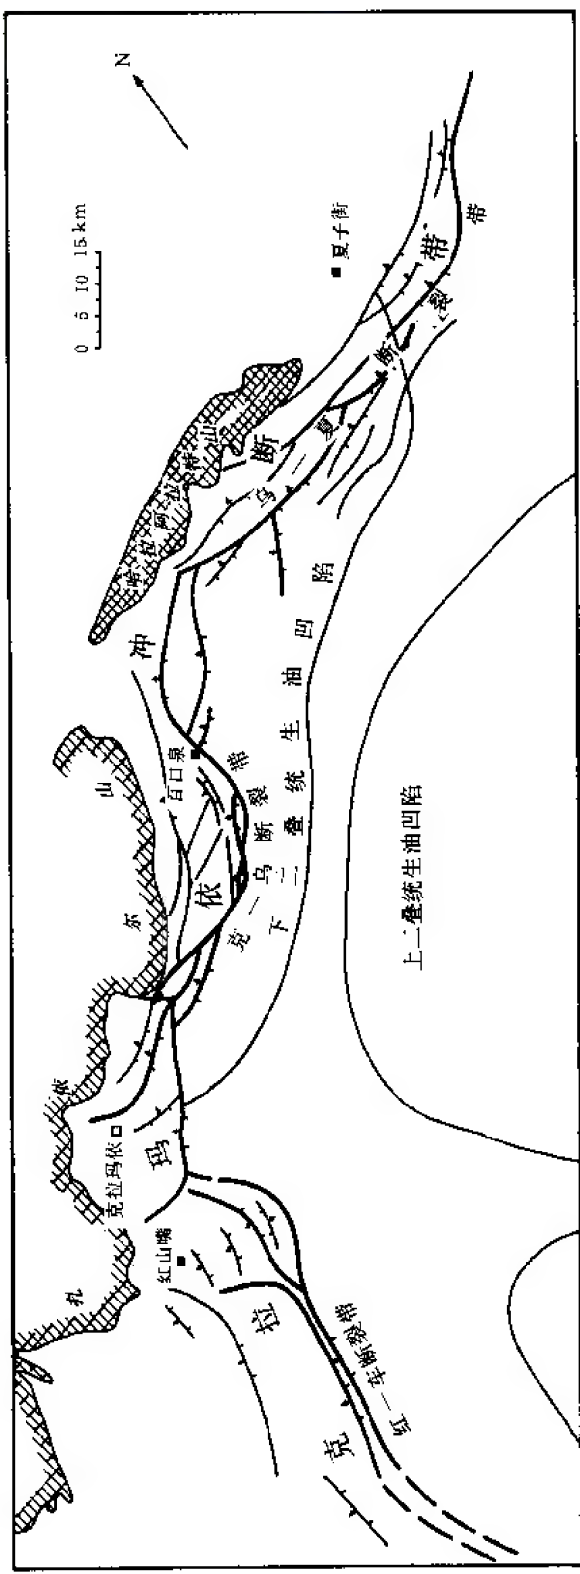 N
0 5 10 15 km
夏子街
哈拉阿拉特山
扎依尔山
百口泉
克拉玛依
红山嘴
克拉玛依冲断带
乌—夏断裂带
克—乌断裂带
红—车断裂带
下二叠统生油凹陷
上二叠统生油凹陷